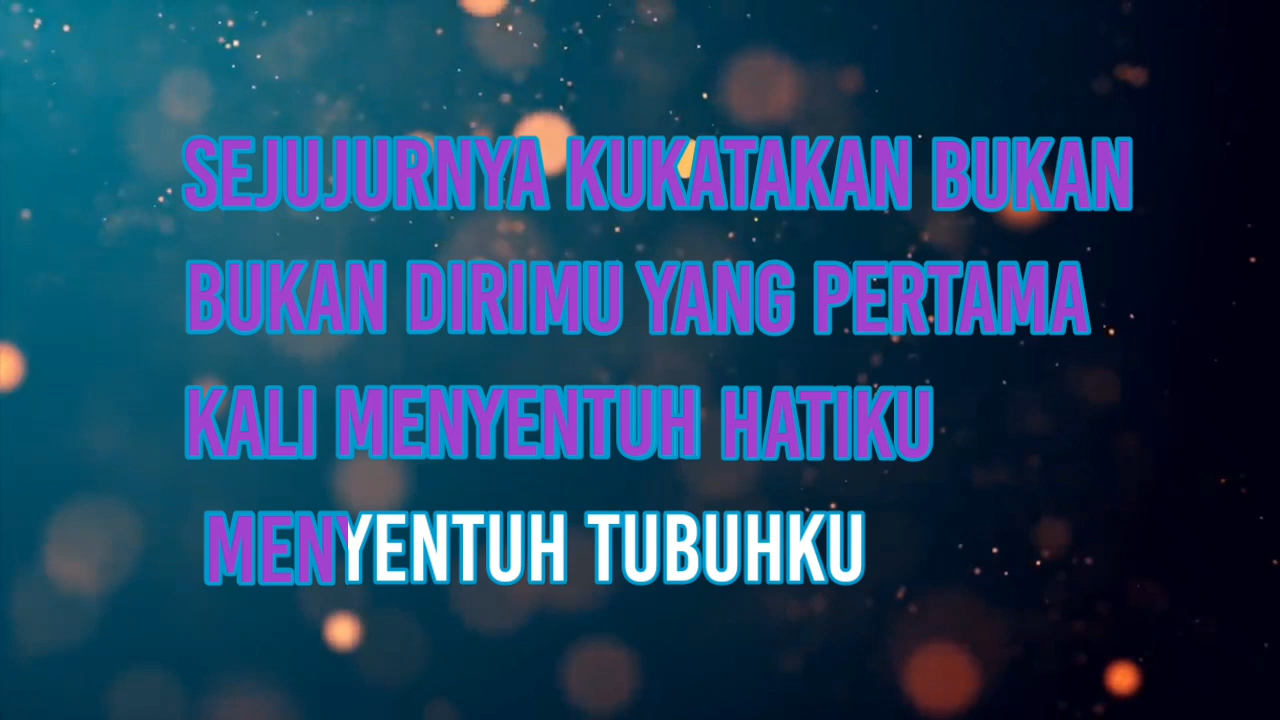 SEJUJURNYA KUKATAKAN BUKAN
BUKAN DIRIMU YANG PERTAMA
KALI MENYENTUH HATIKU
MENYENTUH TUBUHKU